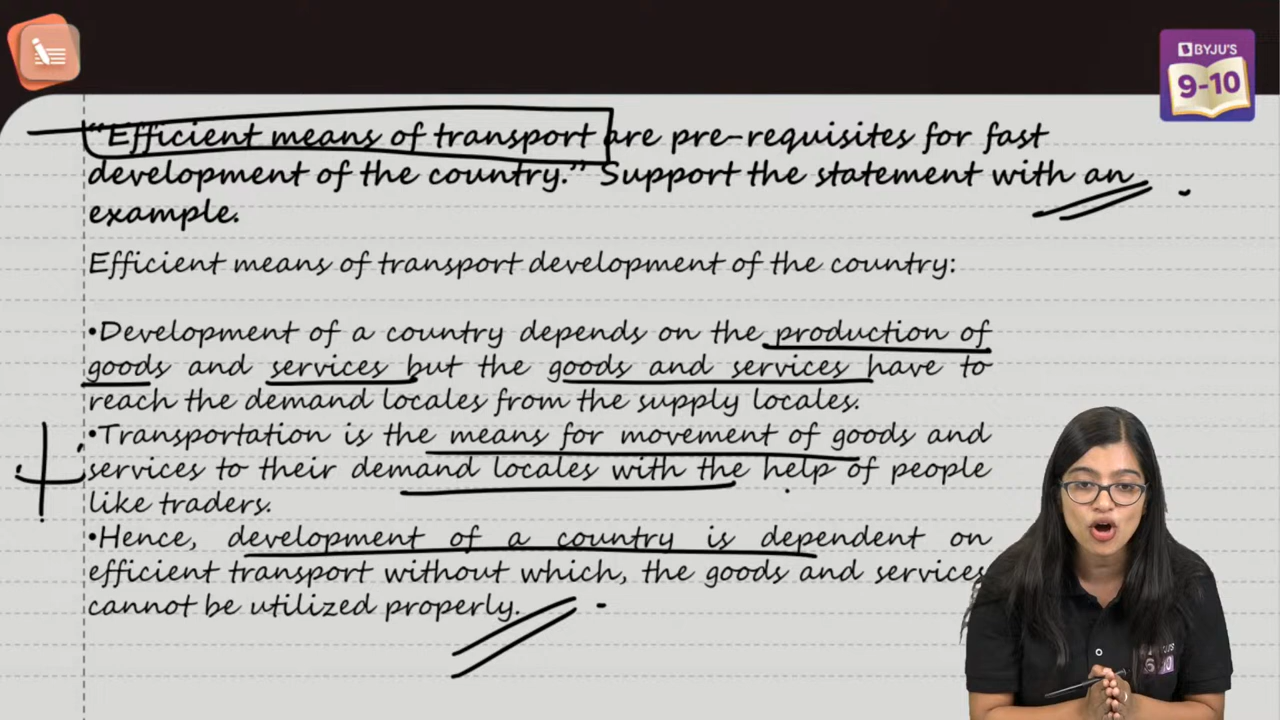 BYJU'S
9-10
"Efficient means of transport are pre-requisites for fast
development of the country." Support the statement with an
example.
Efficient means of transport development of the country:
•Development of a country depends on the production of
goods and services but the goods and services have to
reach the demand locales from the supply locales.
•Transportation is the means for movement of goods and
services to their demand locales with the help of people
like traders.
•Hence, development of a country is dependent on
efficient transport without which, the goods and services
cannot be utilized properly.